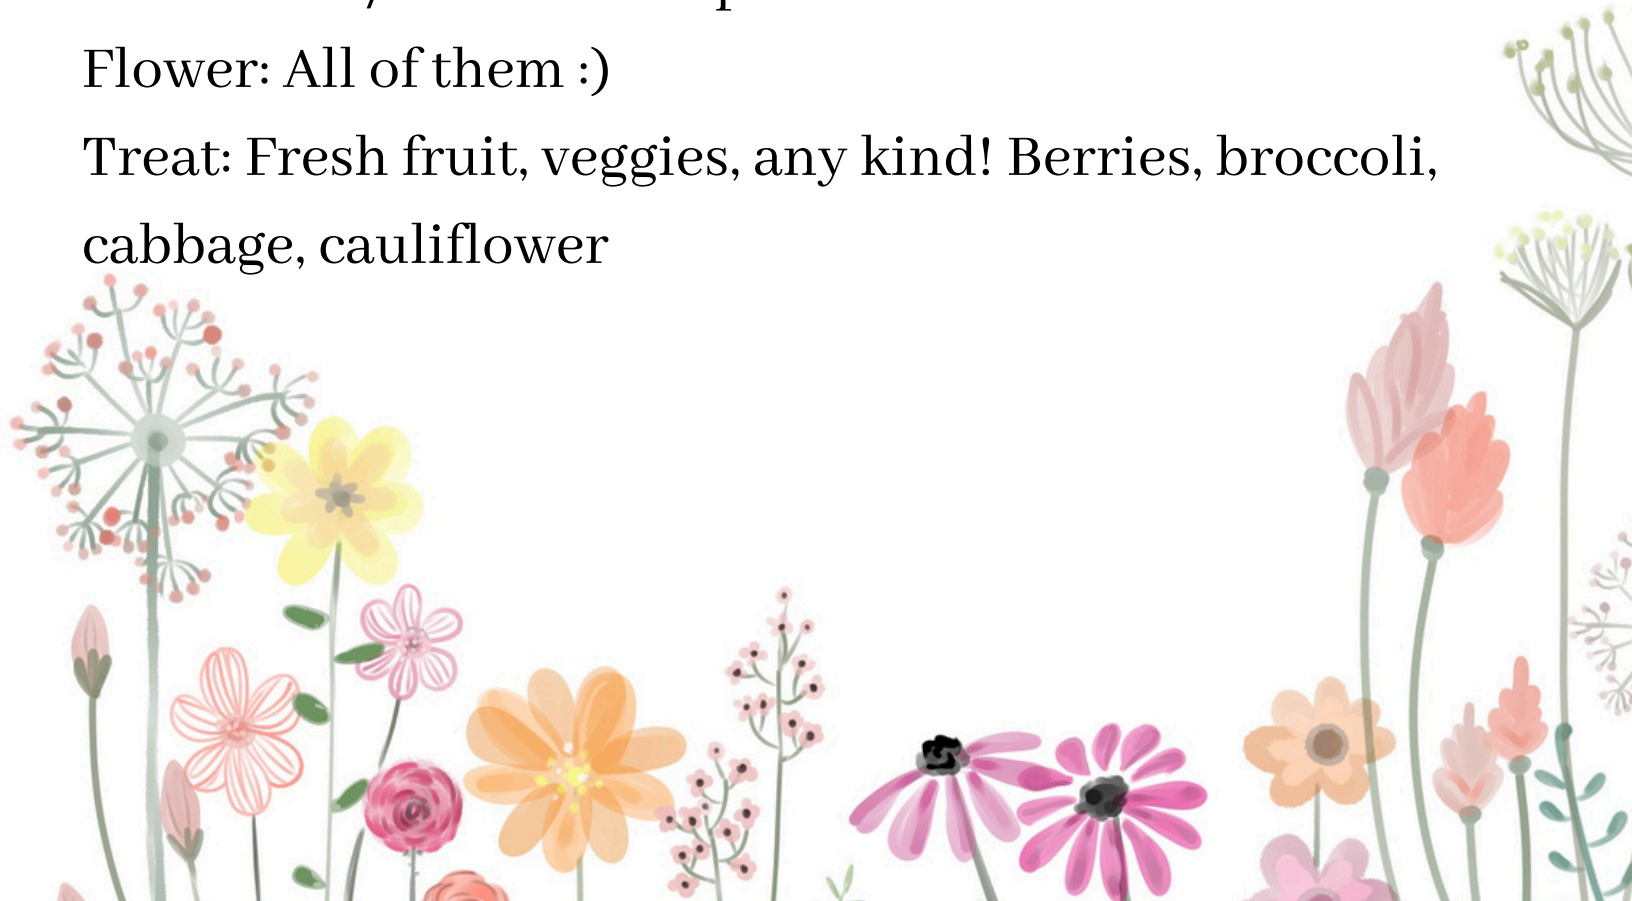 Flower: All of them :)
Treat: Fresh fruit, veggies, any kind! Berries, broccoli,
cabbage, cauliflower